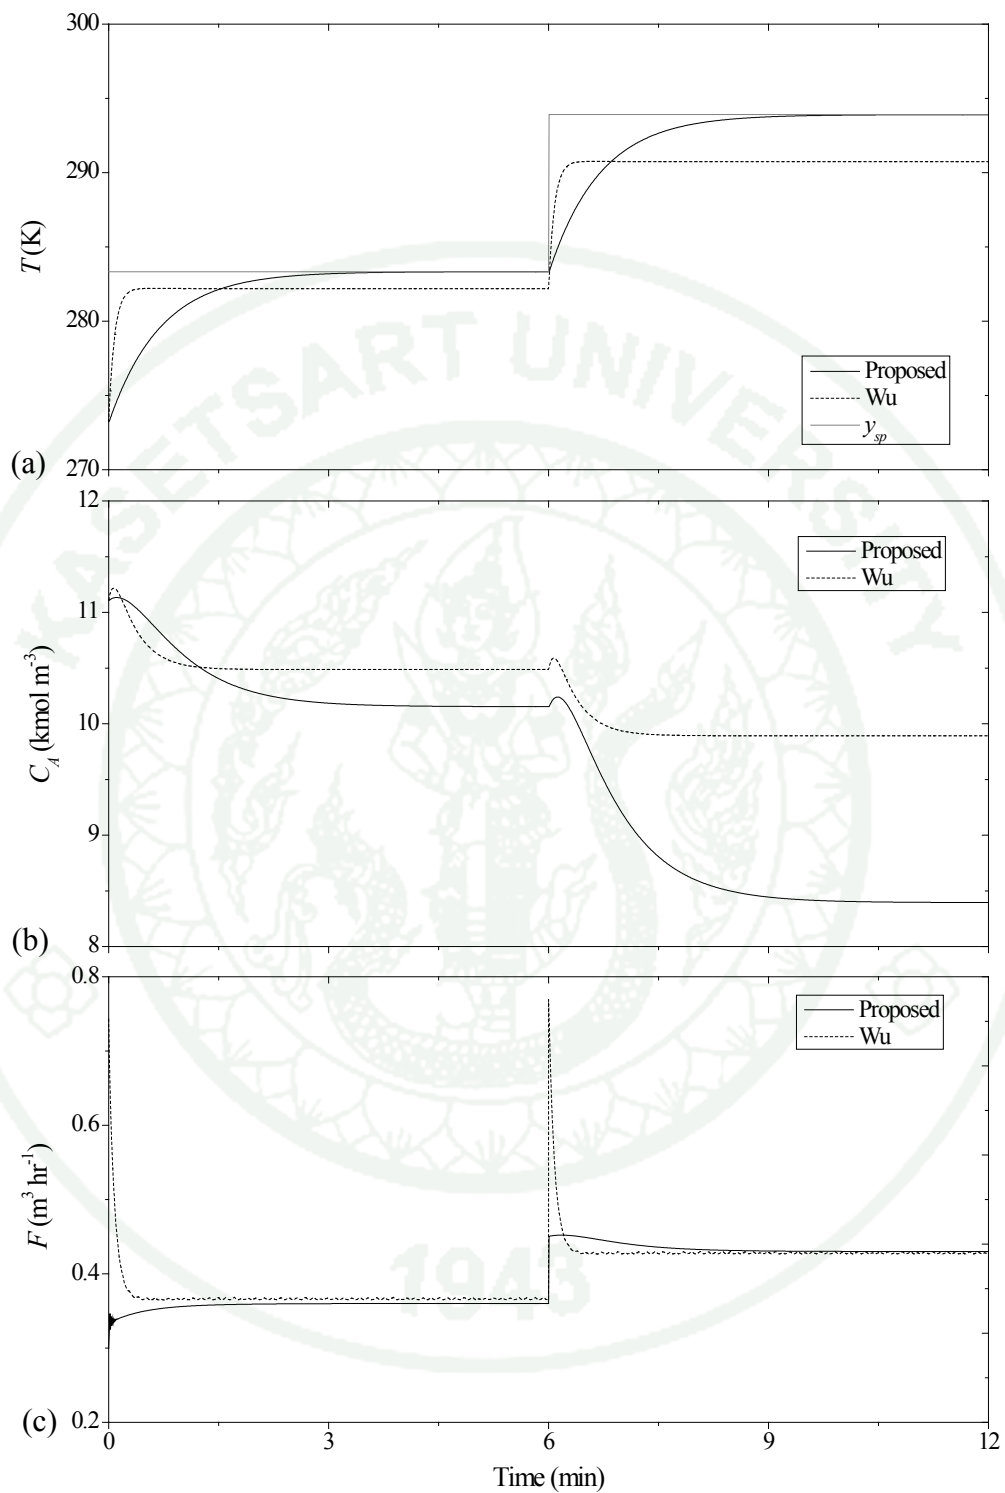 300
290
280
270
T (K)
Proposed
Wu
y_sp
(a)
12
11
10
9
8
C_A (kmol m⁻³)
Proposed
Wu
(b)
0.8
0.6
0.4
0.2
F (m³ hr⁻¹)
Proposed
Wu
(c)
0 3 6 9 12
Time (min)
KASETSART UNIVERSITY
1943